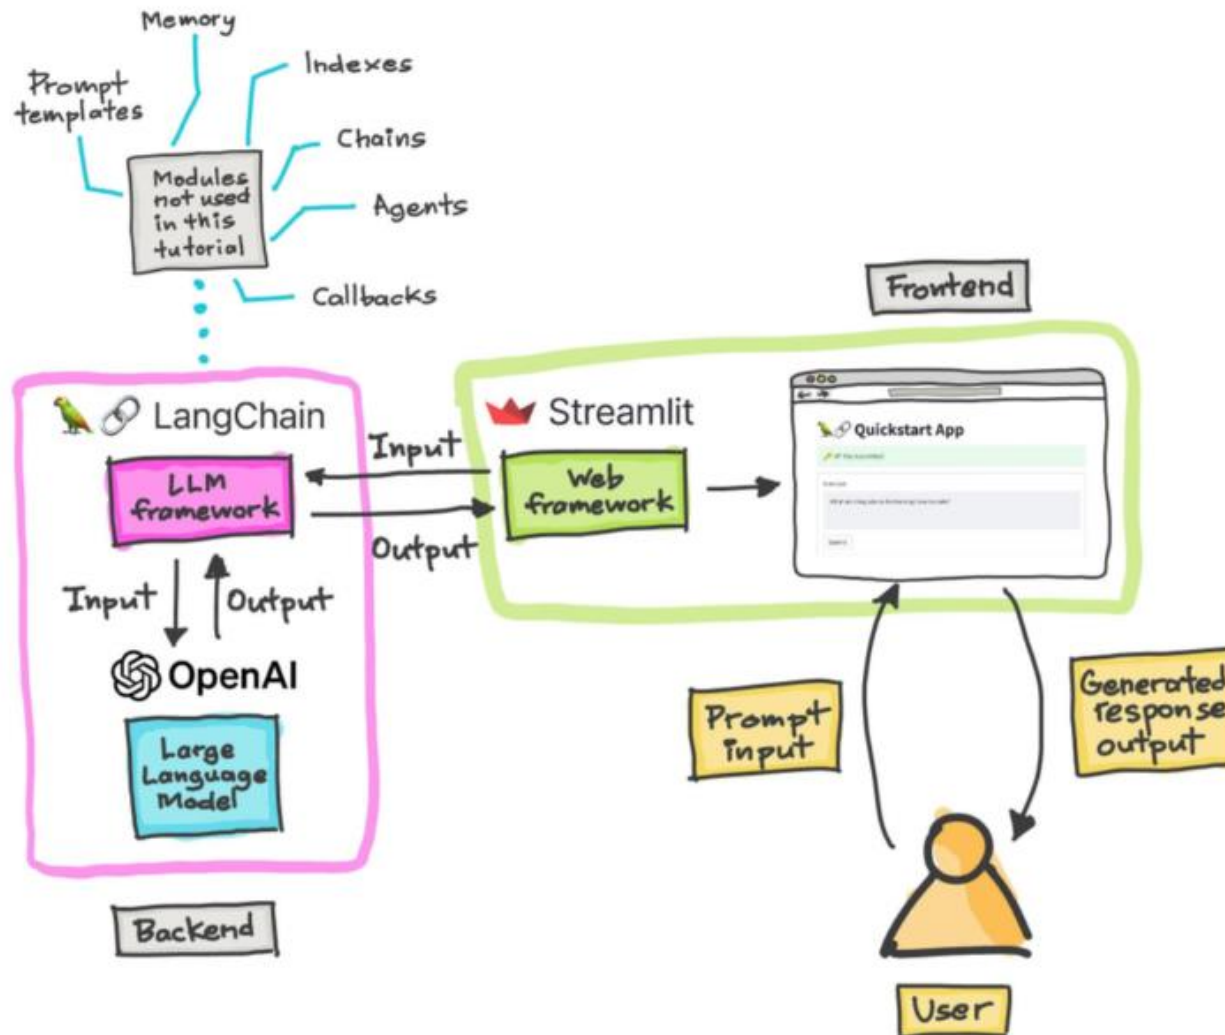 Memory
Indexes
Prompt
templates
Chains
Modules
not used
in this
tutorial
Agents
Callbacks
Frontend
LangChain
LLM
framework
Input
Output
Streamlit
Web
framework
Quickstart App
Input
Output
OpenAI
Large
Language
Model
Backend
Prompt
input
Generated
response
output
User